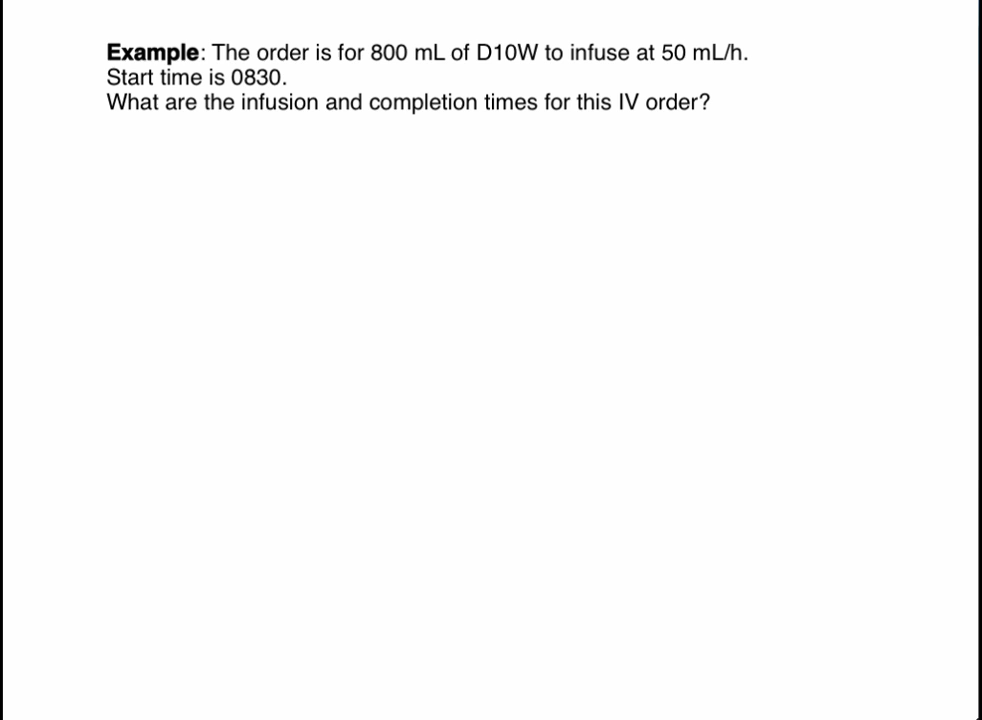 Example: The order is for 800 mL of D10W to infuse at 50 mL/h.
Start time is 0830.
What are the infusion and completion times for this IV order?